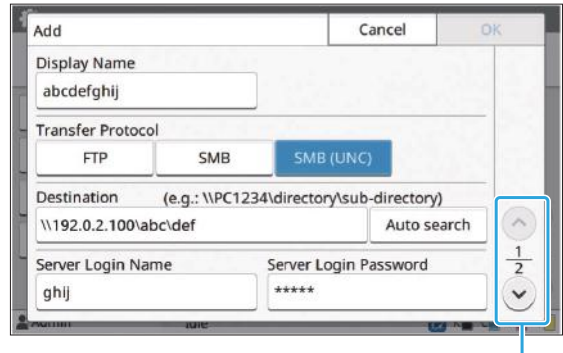 Add Cancel OK
Display Name
abcdefghij
Transfer Protocol
FTP SMB SMB (UNC)
Destination (e.g.: \\PC1234\directory\sub-directory)
\\192.0.2.100\abc\def Auto search
1
2
Server Login Name Server Login Password
ghij *****
Admin Idle